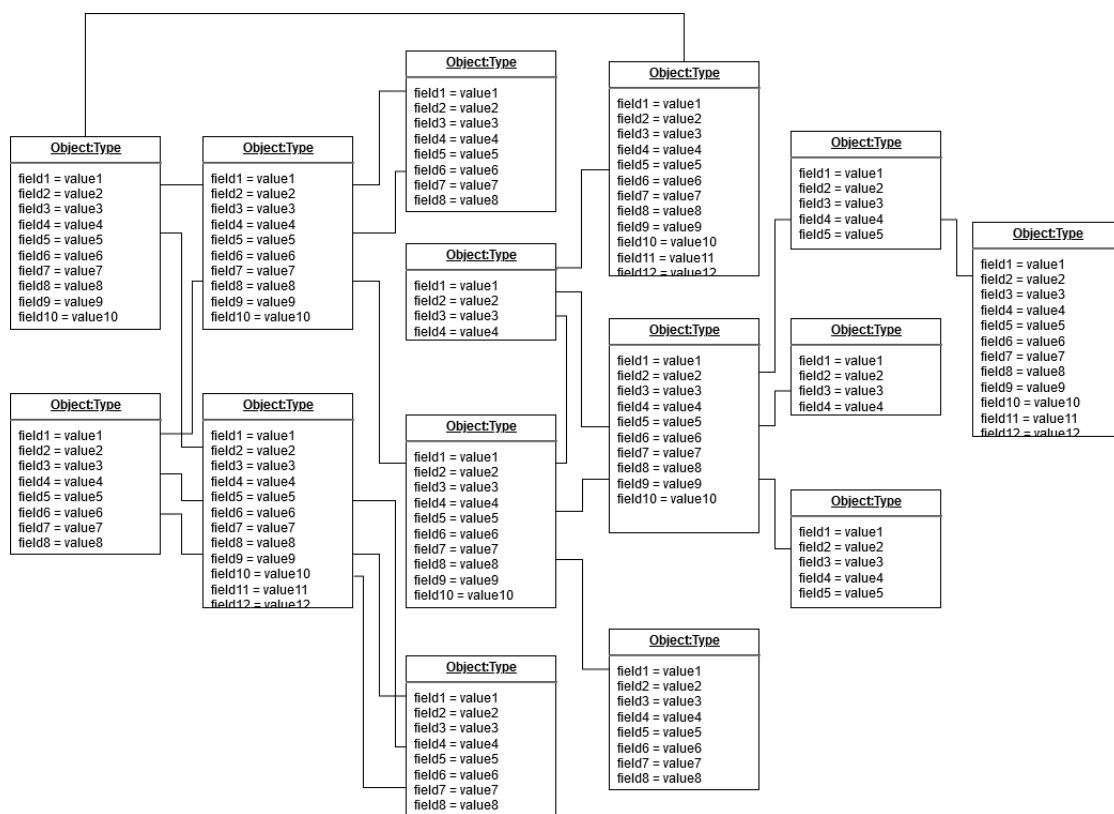 Object:Type
field1 = value1
field2 = value2
field3 = value3
field4 = value4
field5 = value5
field6 = value6
field7 = value7
field8 = value8
field9 = value9
field10 = value10
Object:Type
field1 = value1
field2 = value2
field3 = value3
field4 = value4
field5 = value5
field6 = value6
field7 = value7
field8 = value8
Object:Type
field1 = value1
field2 = value2
field3 = value3
field4 = value4
field5 = value5
field6 = value6
field7 = value7
field8 = value8
field9 = value9
field10 = value10
Object:Type
field1 = value1
field2 = value2
field3 = value3
field4 = value4
field5 = value5
field6 = value6
field7 = value7
field8 = value8
field9 = value9
field10 = value10
field11 = value11
field12 = value12
Object:Type
field1 = value1
field2 = value2
field3 = value3
field4 = value4
field5 = value5
field6 = value6
field7 = value7
field8 = value8
Object:Type
field1 = value1
field2 = value2
field3 = value3
field4 = value4
Object:Type
field1 = value1
field2 = value2
field3 = value3
field4 = value4
field5 = value5
field6 = value6
field7 = value7
field8 = value8
field9 = value9
field10 = value10
Object:Type
field1 = value1
field2 = value2
field4 = value4
field5 = value5
field6 = value6
field7 = value7
field8 = value8
Object:Type
field1 = value1
field2 = value2
field3 = value3
field4 = value4
field5 = value5
field6 = value6
field7 = value7
field8 = value8
field9 = value9
field10 = value10
field11 = value11
field12 = value12
Object:Type
field1 = value1
field2 = value2
field3 = value3
field4 = value4
field5 = value5
field6 = value6
field7 = value7
field8 = value8
field9 = value9
field10 = value10
Object:Type
field1 = value1
field2 = value2
field3 = value3
field4 = value4
field5 = value5
field6 = value6
field7 = value7
field8 = value8
Object:Type
field1 = value1
field2 = value2
field3 = value3
field4 = value4
field5 = value5
Object:Type
field1 = value1
field2 = value2
field3 = value3
field4 = value4
Object:Type
field1 = value1
field2 = value2
field3 = value3
field4 = value4
field5 = value5
Object:Type
field1 = value1
field2 = value2
field3 = value3
field4 = value4
field5 = value5
field6 = value6
field7 = value7
field8 = value8
field9 = value9
field10 = value10
field11 = value11
field12 = value12